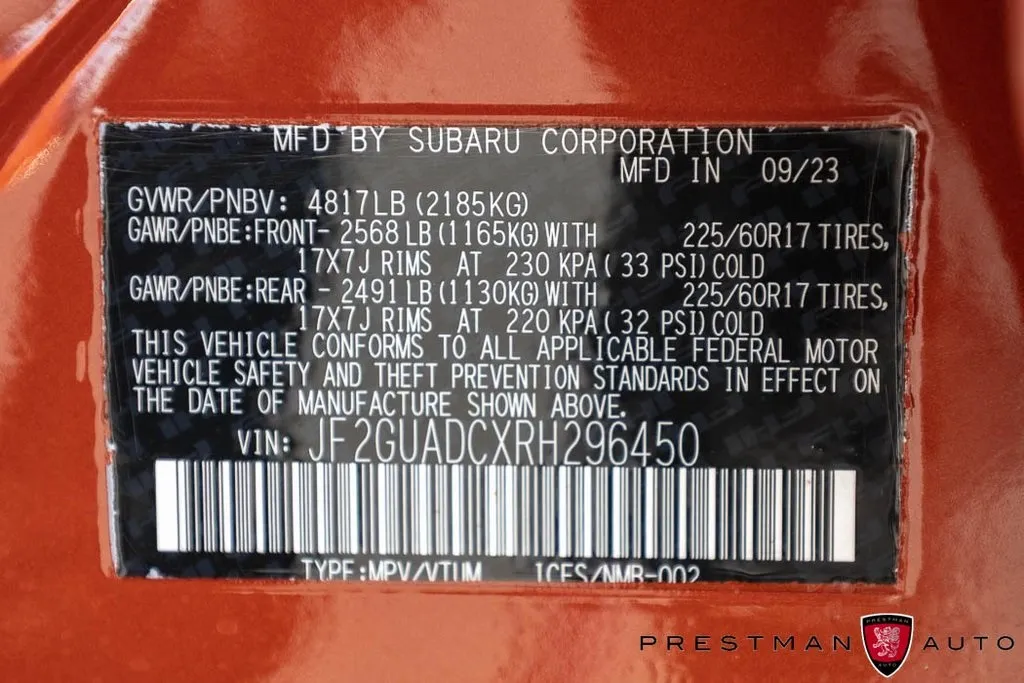 MFD BY SUBARU CORPORATION
MFD IN 09/23
GVWR/PNBV: 4817LB (2185KG)
GAWR/PNBE:FRONT- 2568 LB (1165KG) WITH 225/60R17 TIRES,
17X7J RIMS AT 230 KPA ( 33 PSI) COLD
GAWR/PNBE:REAR - 2491 LB (1130KG) WITH 225/60R17 TIRES,
17X7J RIMS AT 220 KPA ( 32 PSI) COLD
THIS VEHICLE CONFORMS TO ALL APPLICABLE FEDERAL MOTOR
VEHICLE SAFETY AND THEFT PREVENTION STANDARDS IN EFFECT ON
THE DATE OF MANUFACTURE SHOWN ABOVE.
VIN: JF2GUADCXRH296450
TYPE:MPV/VTUM ICES/NMB-002
PRESTMAN PRESTMAN AUTO
AUTO